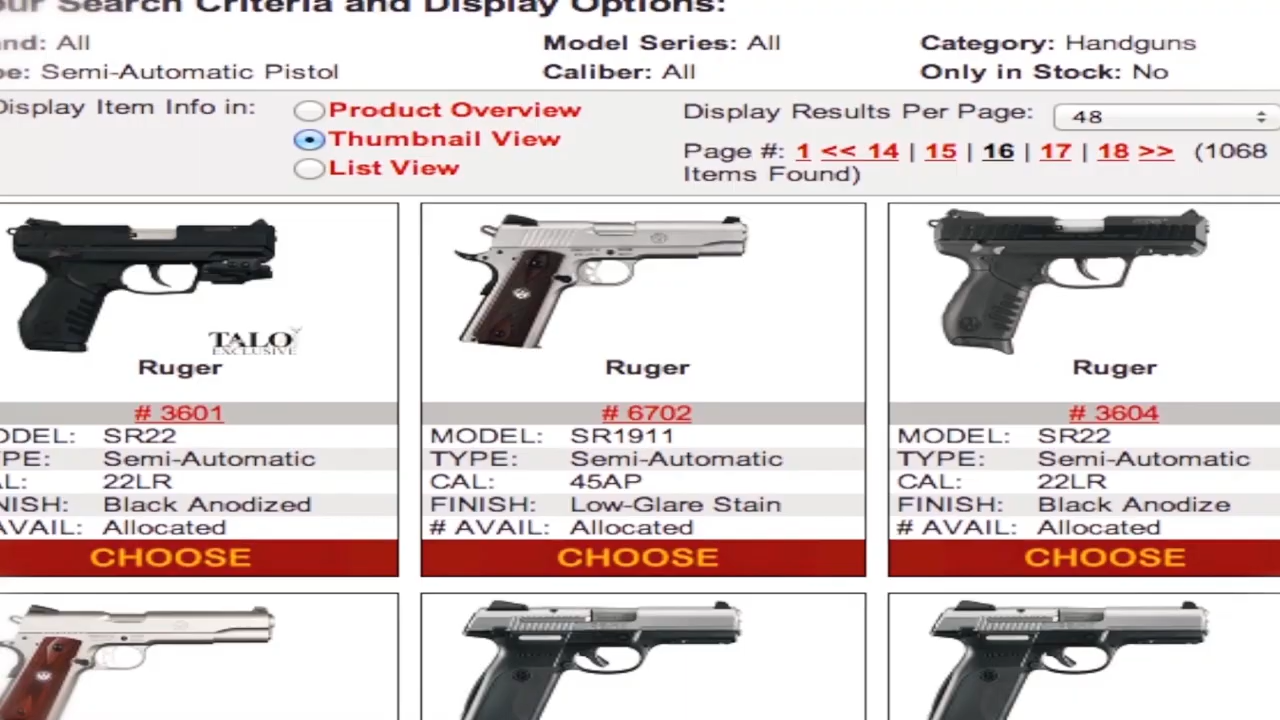 our Search Criteria and Display Options:
nd: All Model Series: All Category: Handguns
pe: Semi-Automatic Pistol Caliber: All Only in Stock: No
Display Item Info in: Product Overview Display Results Per Page: 48
Thumbnail View
List View
Page #: 1 << 14 | 15 | 16 | 17 | 18 >> (1068
Items Found)
TALO
EXCLUSIVE
Ruger Ruger Ruger
# 3601 # 6702 # 3604
ODEL: SR22 MODEL: SR1911 MODEL: SR22
PE: Semi-Automatic TYPE: Semi-Automatic TYPE: Semi-Automatic
L: 22LR CAL: 45AP CAL: 22LR
NISH: Black Anodized FINISH: Low-Glare Stain FINISH: Black Anodize
AVAIL: Allocated # AVAIL: Allocated # AVAIL: Allocated
CHOOSE CHOOSE CHOOSE